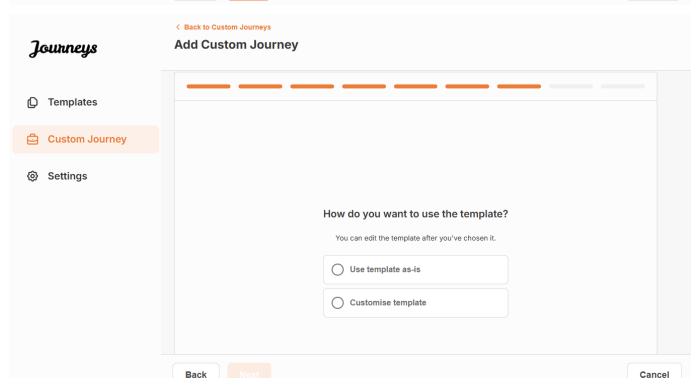 < Back to Custom Journeys
Journeys
Add Custom Journey
Templates
Custom Journey
Settings
How do you want to use the template?
You can edit the template after you've chosen it.
Use template as-is
Customise template
Back
Next
Cancel